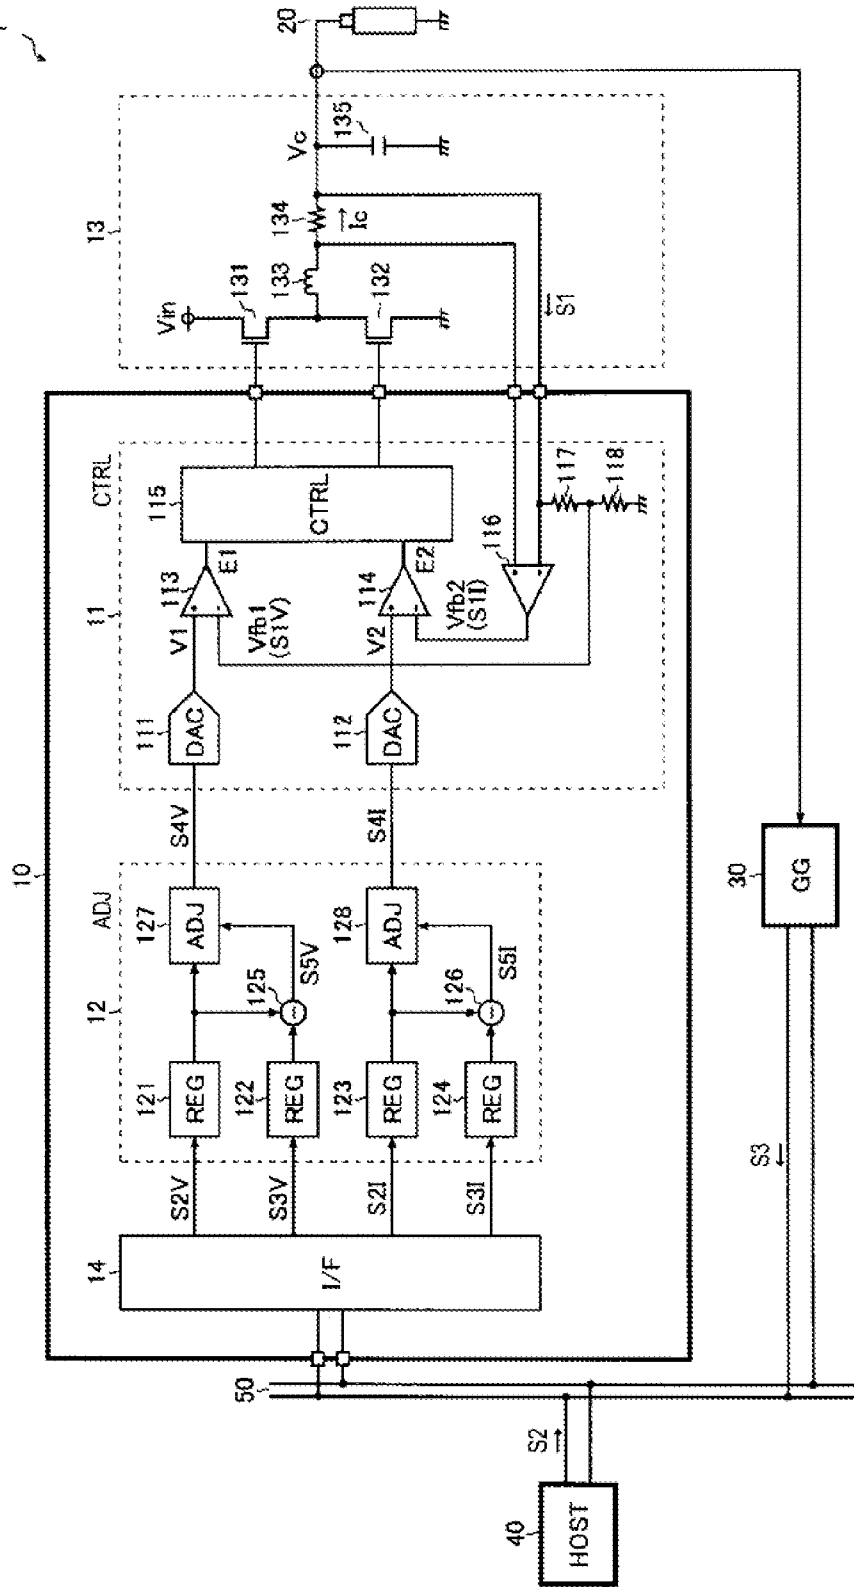 20
135
Vc
134
Ic
13
133
131
132
Vin
S1
CTRL
115
CTRL
117
118
116
E1
E2
113
114
11
V1
Vfb1
(S1V)
V2
Vfb2
(S1I)
111
DAC
112
DAC
S4V
S4I
10
30
GG
ADJ
127
ADJ
128
ADJ
S5V
S5I
12
125
126
121
REG
122
REG
123
REG
124
REG
S2V
S3V
S2I
S3I
S3
14
I/F
50
S2
40
HOST